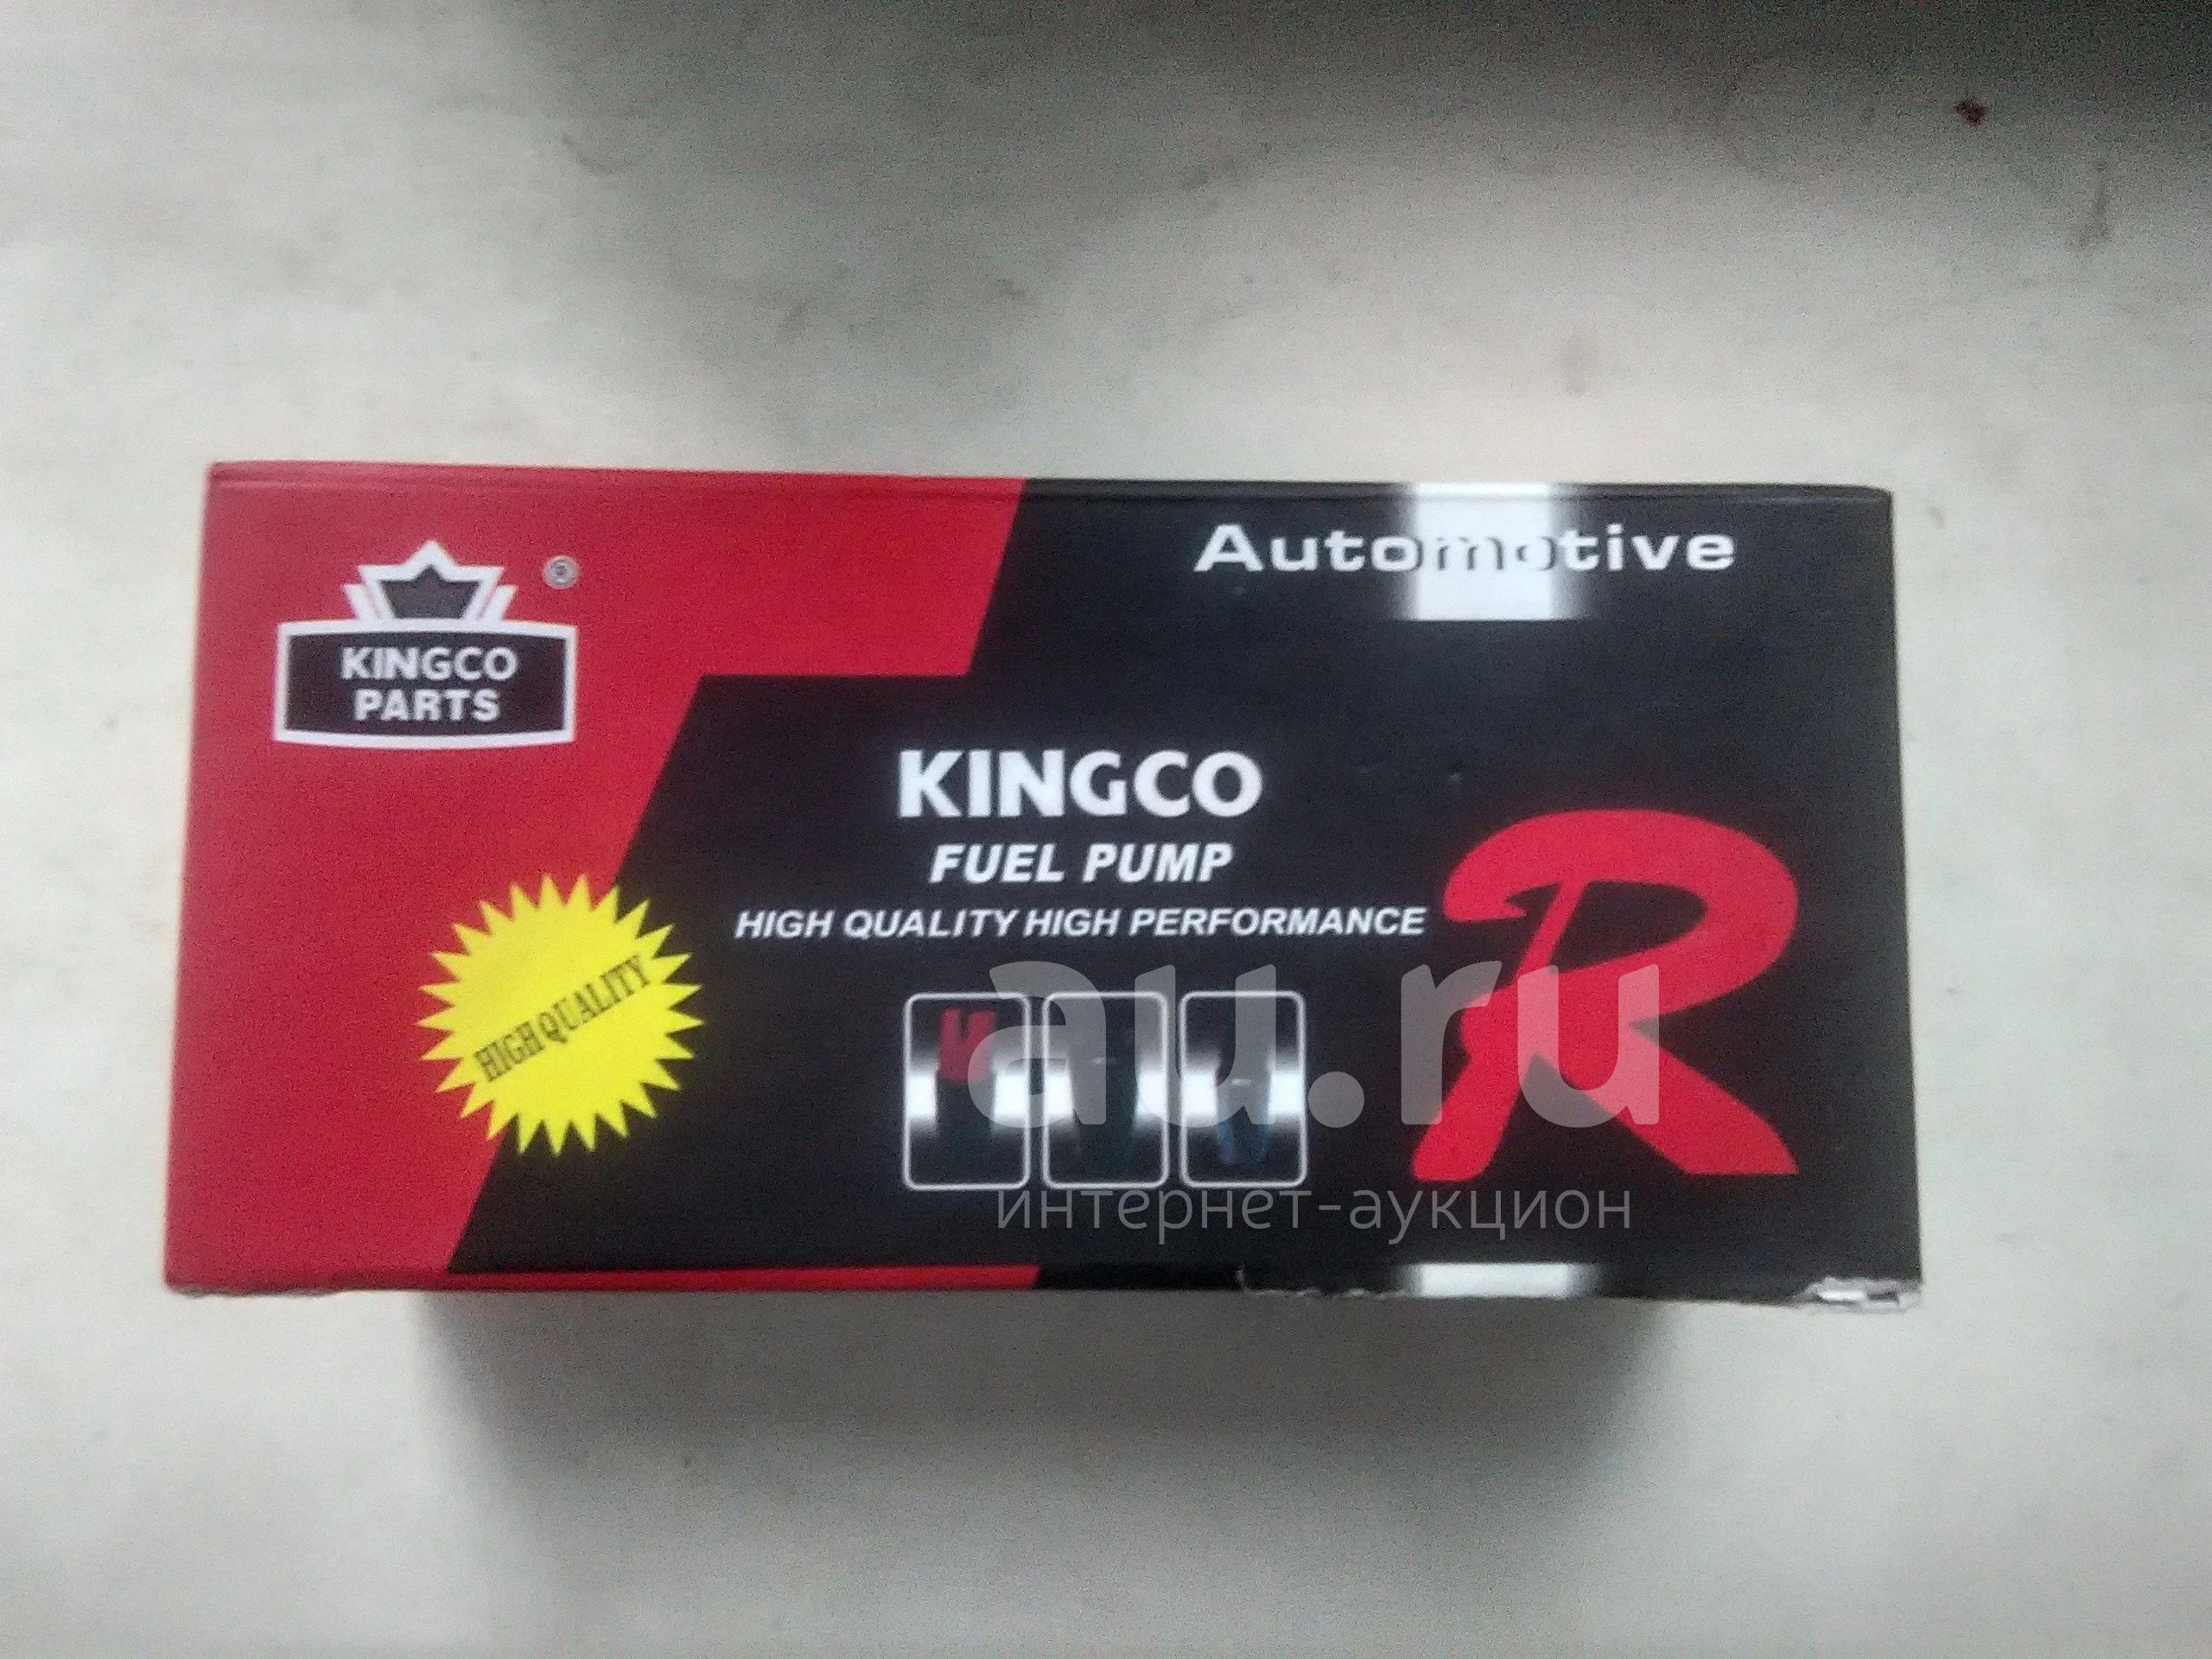 Automotive
®
KINGCO
PARTS
KINGCO
FUEL PUMP
HIGH QUALITY HIGH PERFORMANCE
HIGH QUALITY
R
au.ru
интернет-аукцион